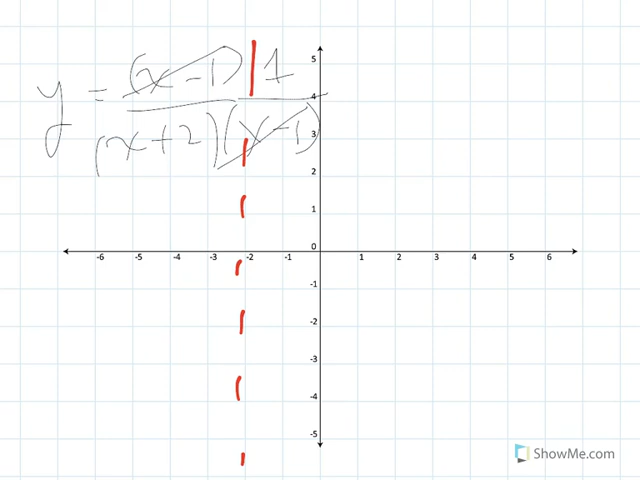 y = (x - 1) 1
(x + 2)(x - 1)
5
4
3
2
1
0
-6 -5 -4 -3 -2 -1 1 2 3 4 5 6
-1
-2
-3
-4
-5
ShowMe.com